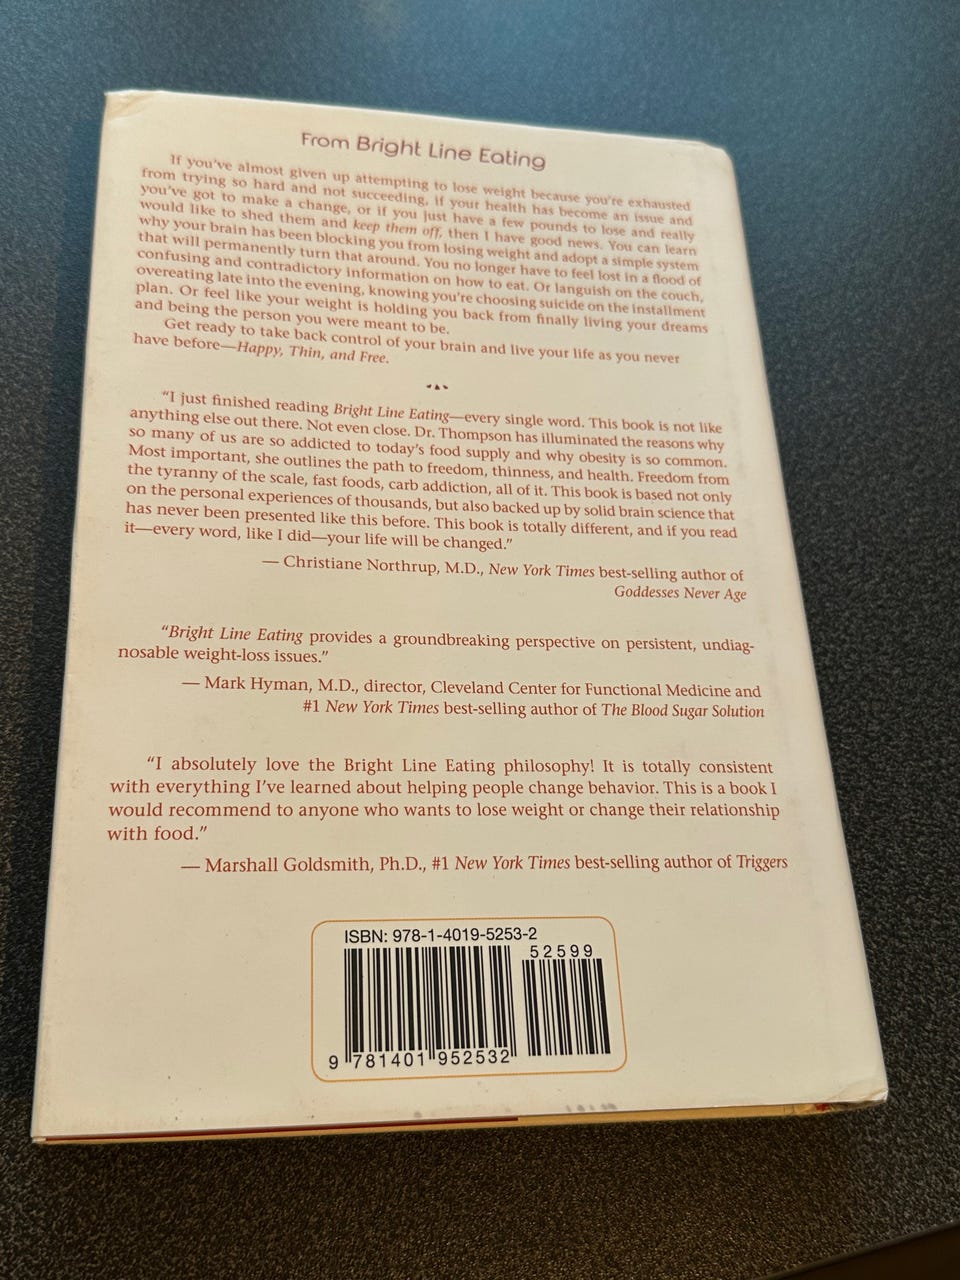 From Bright Line Eating
If you've almost given up attempting to lose weight because you're exhausted
from trying so hard and not succeeding, if your health has become an issue and
you've got to make a change, or if you just have a few pounds to lose and really
would like to shed them and keep them off, then I have good news. You can learn
why your brain has been blocking you from losing weight and adopt a simple system
that will permanently turn that around. You no longer have to feel lost in a flood of
confusing and contradictory information on how to eat. Or languish on the couch,
overeating late into the evening, knowing you're choosing suicide on the installment
plan. Or feel like your weight is holding you back from finally living your dreams
and being the person you were meant to be.
Get ready to take back control of your brain and live your life as you never
have before—Happy, Thin, and Free.
"I just finished reading Bright Line Eating—every single word. This book is not like
anything else out there. Not even close. Dr. Thompson has illuminated the reasons why
so many of us are so addicted to today's food supply and why obesity is so common.
Most important, she outlines the path to freedom, thinness, and health. Freedom from
the tyranny of the scale, fast foods, carb addiction, all of it. This book is based not only
on the personal experiences of thousands, but also backed up by solid brain science that
has never been presented like this before. This book is totally different, and if you read
it—every word, like I did—your life will be changed."
— Christiane Northrup, M.D., New York Times best-selling author of
Goddesses Never Age
"Bright Line Eating provides a groundbreaking perspective on persistent, undiag-
nosable weight-loss issues."
— Mark Hyman, M.D., director, Cleveland Center for Functional Medicine and
#1 New York Times best-selling author of The Blood Sugar Solution
"I absolutely love the Bright Line Eating philosophy! It is totally consistent
with everything I've learned about helping people change behavior. This is a book I
would recommend to anyone who wants to lose weight or change their relationship
with food."
— Marshall Goldsmith, Ph.D., #1 New York Times best-selling author of Triggers
ISBN: 978-1-4019-5253-2
52599
9 781401 952532